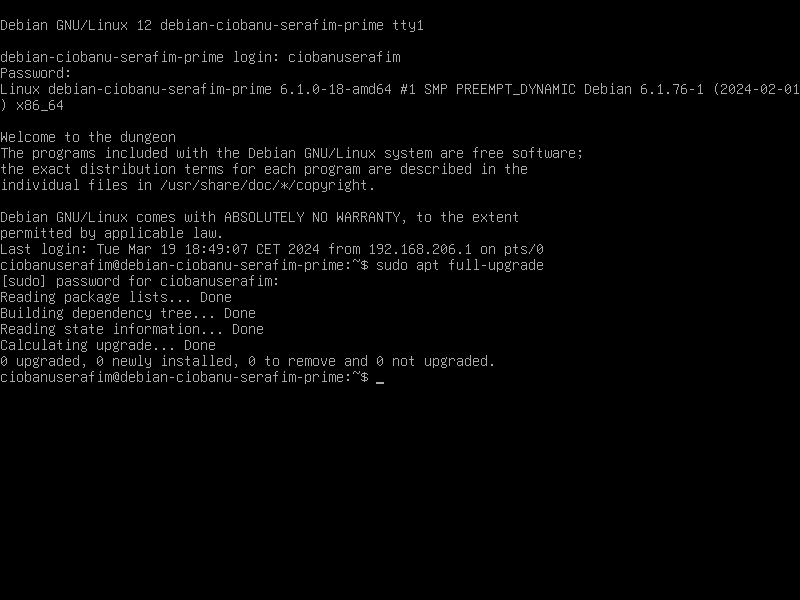 Debian GNU/Linux 12 debian-ciobanu-serafim-prime tty1
debian-ciobanu-serafim-prime login: ciobanuserafim
Password:
Linux debian-ciobanu-serafim-prime 6.1.0-18-amd64 #1 SMP PREEMPT_DYNAMIC Debian 6.1.76-1 (2024-02-01
) x86_64
Welcome to the dungeon
The programs included with the Debian GNU/Linux system are free software;
the exact distribution terms for each program are described in the
individual files in /usr/share/doc/*/copyright.
Debian GNU/Linux comes with ABSOLUTELY NO WARRANTY, to the extent
permitted by applicable law.
Last login: Tue Mar 19 18:49:07 CET 2024 from 192.168.206.1 on pts/0
ciobanuserafim@debian-ciobanu-serafim-prime:~$ sudo apt full-upgrade
[sudo] password for ciobanuserafim:
Reading package lists... Done
Building dependency tree... Done
Reading state information... Done
Calculating upgrade... Done
0 upgraded, 0 newly installed, 0 to remove and 0 not upgraded.
ciobanuserafim@debian-ciobanu-serafim-prime:~$ _